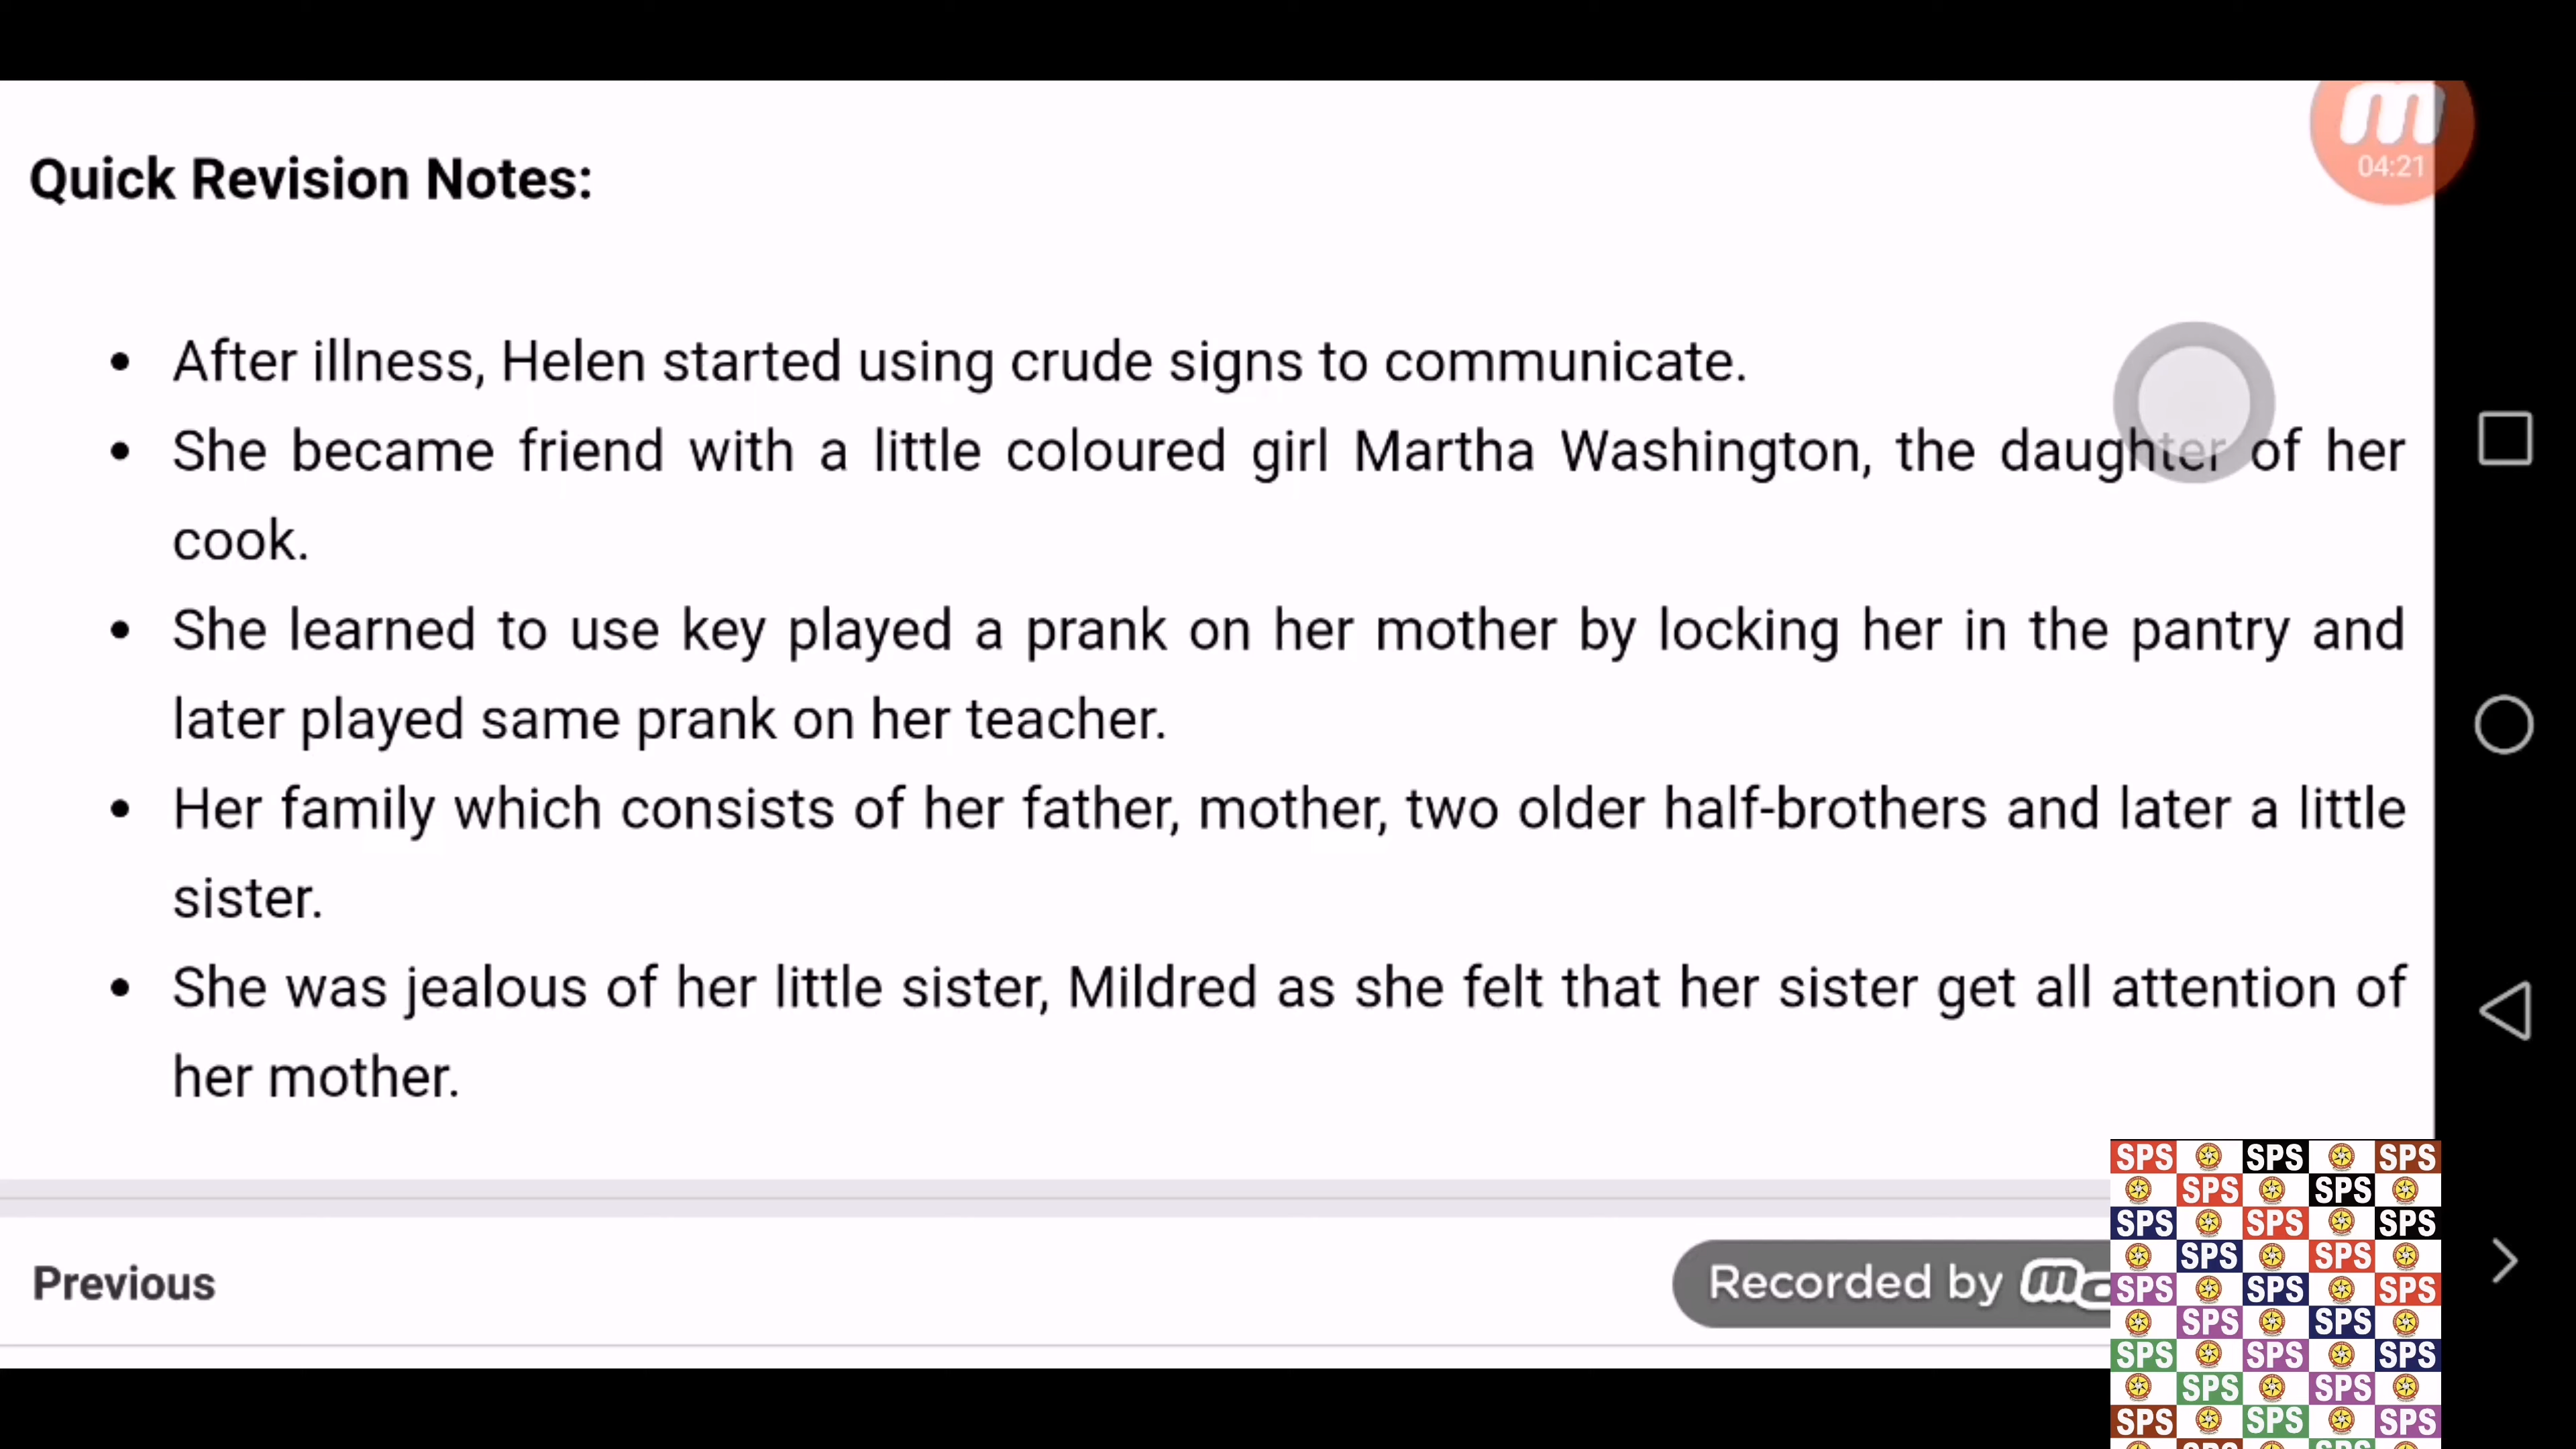 04:21
Quick Revision Notes:
• After illness, Helen started using crude signs to communicate.
• She became friend with a little coloured girl Martha Washington, the daughter of her
cook.
• She learned to use key played a prank on her mother by locking her in the pantry and
later played same prank on her teacher.
• Her family which consists of her father, mother, two older half-brothers and later a little
sister.
• She was jealous of her little sister, Mildred as she felt that her sister get all attention of
her mother.
Previous
Recorded by
SPS SPS SPS
SPS SPS
SPS SPS SPS
SPS SPS
SPS SPS SPS
SPS SPS
SPS SPS SPS
SPS SPS
SPS SPS SPS